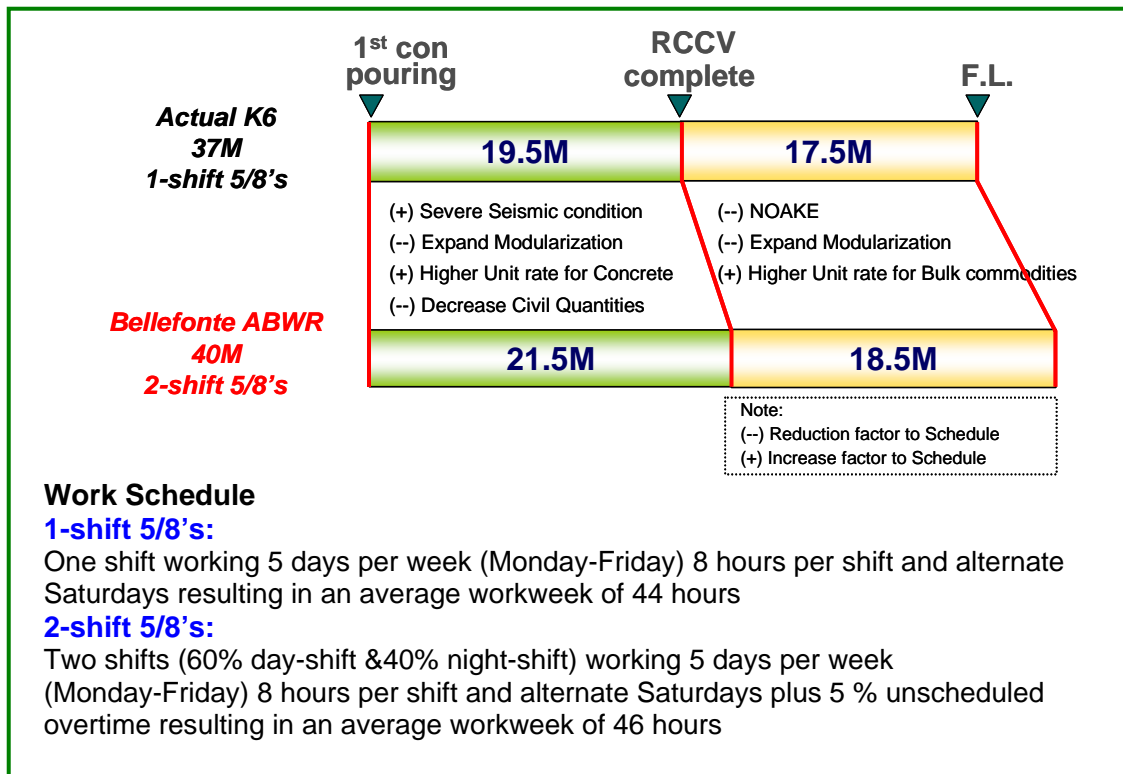 1st con
pouring
RCCV
complete
F.L.
Actual K6
37M
1-shift 5/8’s
19.5M
17.5M
(+) Severe Seismic condition
(--) Expand Modularization
(+) Higher Unit rate for Concrete
(--) Decrease Civil Quantities
(--) NOAKE
(--) Expand Modularization
(+) Higher Unit rate for Bulk commodities
Bellefonte ABWR
40M
2-shift 5/8’s
21.5M
18.5M
Note:
(--) Reduction factor to Schedule
(+) Increase factor to Schedule
Work Schedule
1-shift 5/8’s:
One shift working 5 days per week (Monday-Friday) 8 hours per shift and alternate
Saturdays resulting in an average workweek of 44 hours
2-shift 5/8’s:
Two shifts (60% day-shift &40% night-shift) working 5 days per week
(Monday-Friday) 8 hours per shift and alternate Saturdays plus 5 % unscheduled
overtime resulting in an average workweek of 46 hours